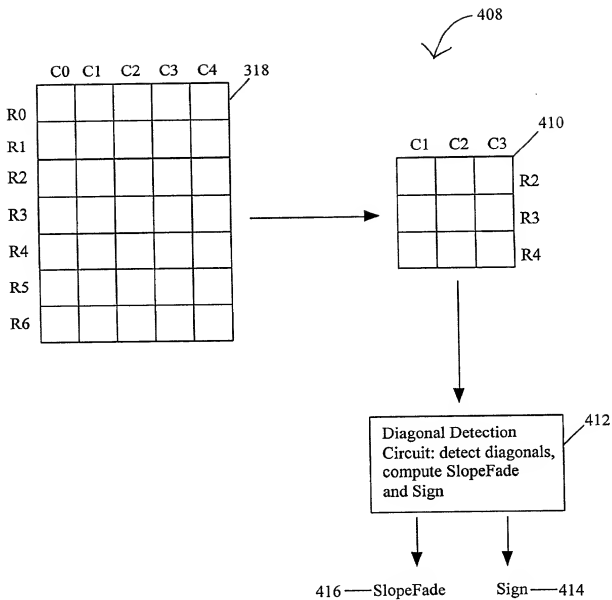 408
C0 C1 C2 C3 C4
318
R0
R1
R2
R3
R4
R5
R6
410
C1 C2 C3
R2
R3
R4
412
Diagonal Detection
Circuit: detect diagonals,
compute SlopeFade
and Sign
416 SlopeFade Sign 414